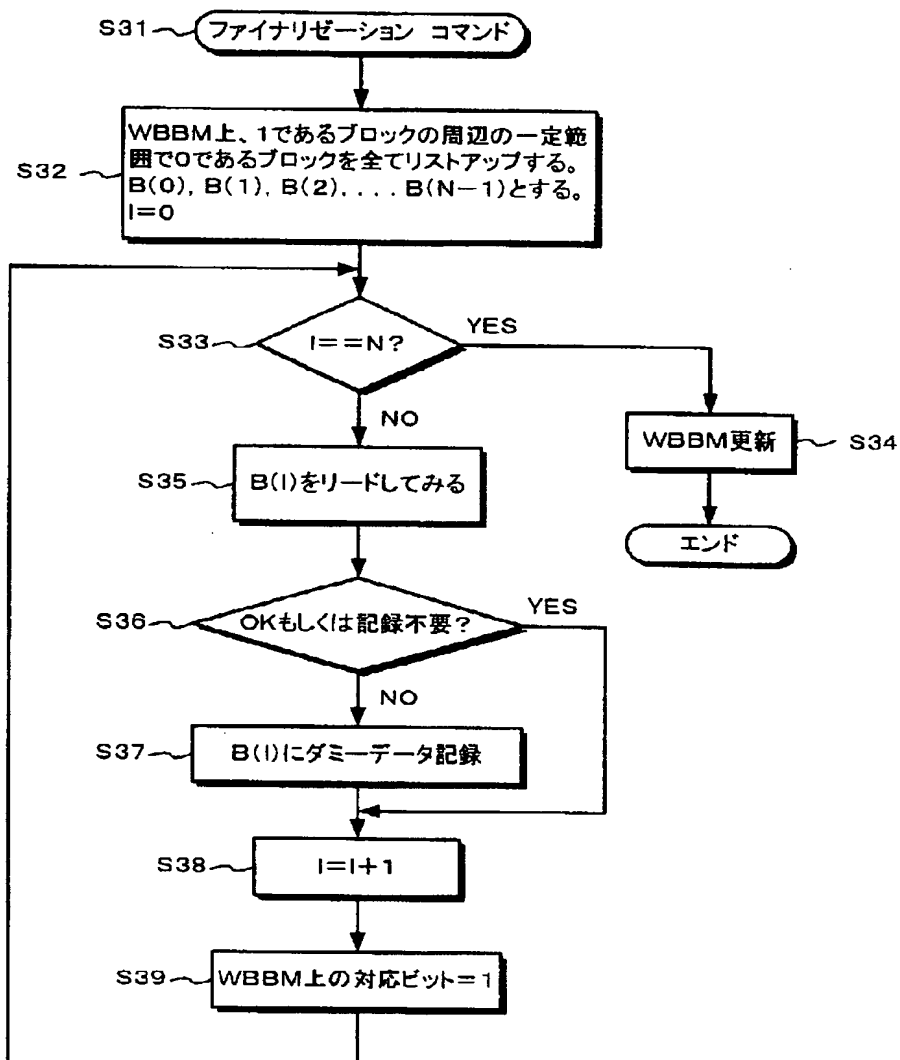 S31 ファイナリゼーション コマンド
S32
WBBM上、1であるブロックの周辺の一定範
囲で0であるブロックを全てリストアップする。
B(0), B(1), B(2), . . . . B(N-1)とする。
I=0
S33 I==N?
YES
NO
WBBM更新 S34
エンド
S35 B(I)をリードしてみる
S36 OKもしくは記録不要?
YES
NO
S37 B(I)にダミーデータ記録
S38 I=I+1
S39 WBBM上の対応ビット=1